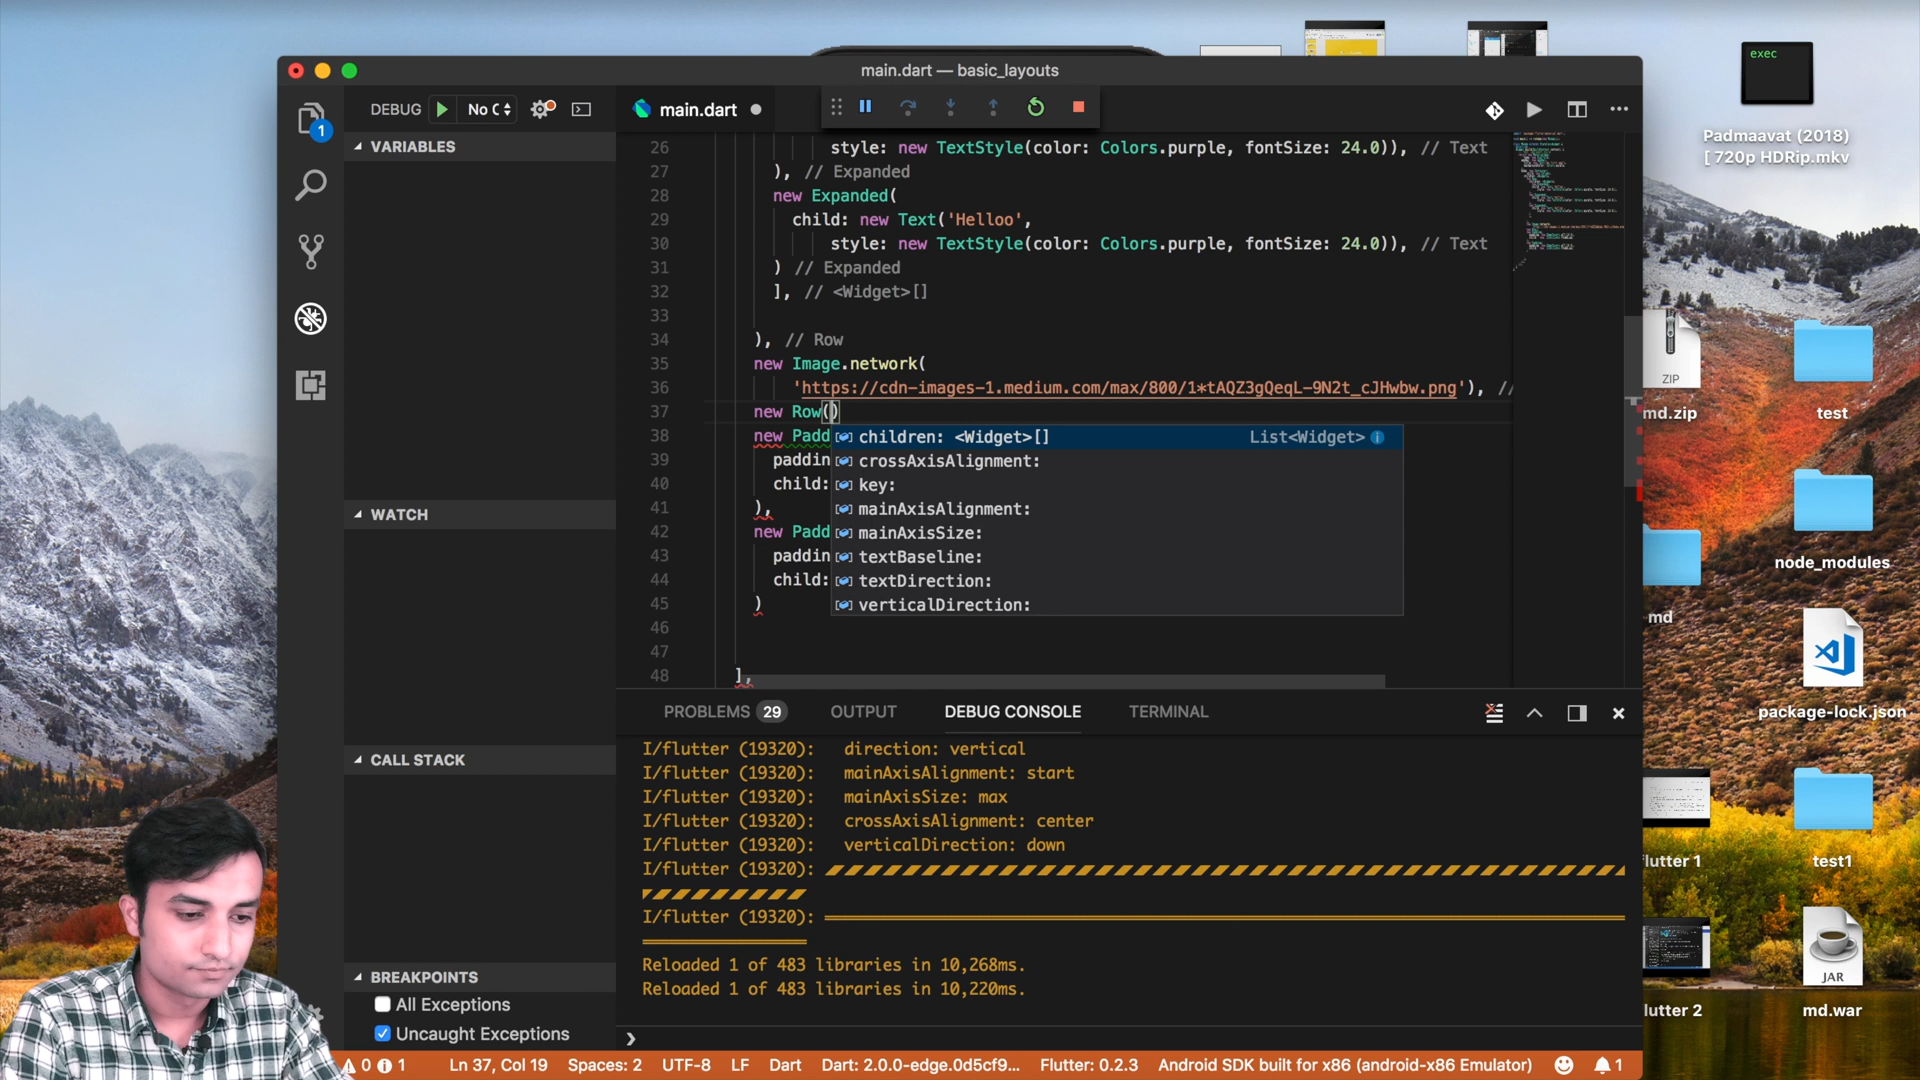 exec
Padmaavat (2018)
[ 720p HDRip.mkv
main.dart — basic_layouts
1
DEBUG
No C
main.dart
VARIABLES
WATCH
CALL STACK
BREAKPOINTS
All Exceptions
Uncaught Exceptions
26 style: new TextStyle(color: Colors.purple, fontSize: 24.0)), // Text
27 ), // Expanded
28 new Expanded(
29 child: new Text('Helloo',
30 style: new TextStyle(color: Colors.purple, fontSize: 24.0)), // Text
31 ) // Expanded
32 ], // <Widget>[]
33
34 ), // Row
35 new Image.network(
36 'https://cdn-images-1.medium.com/max/800/1*tAQZ3gQeqL-9N2t_cJHwbw.png'), //
37 new Row()
38 new Padd
39 paddin
40 child:
41 ),
42 new Padd
43 paddin
44 child:
45 )
46
47
48 ],
children: <Widget>[] List<Widget>
crossAxisAlignment:
key:
mainAxisAlignment:
mainAxisSize:
textBaseline:
textDirection:
verticalDirection:
PROBLEMS 29 OUTPUT DEBUG CONSOLE TERMINAL
I/flutter (19320): direction: vertical
I/flutter (19320): mainAxisAlignment: start
I/flutter (19320): mainAxisSize: max
I/flutter (19320): crossAxisAlignment: center
I/flutter (19320): verticalDirection: down
I/flutter (19320):
I/flutter (19320):
Reloaded 1 of 483 libraries in 10,268ms.
Reloaded 1 of 483 libraries in 10,220ms.
0 1 Ln 37, Col 19 Spaces: 2 UTF-8 LF Dart Dart: 2.0.0-edge.0d5cf9... Flutter: 0.2.3 Android SDK built for x86 (android-x86 Emulator) 1
ZIP
md.zip
test
node_modules
md
package-lock.json
lutter 1
test1
JAR
lutter 2
md.war